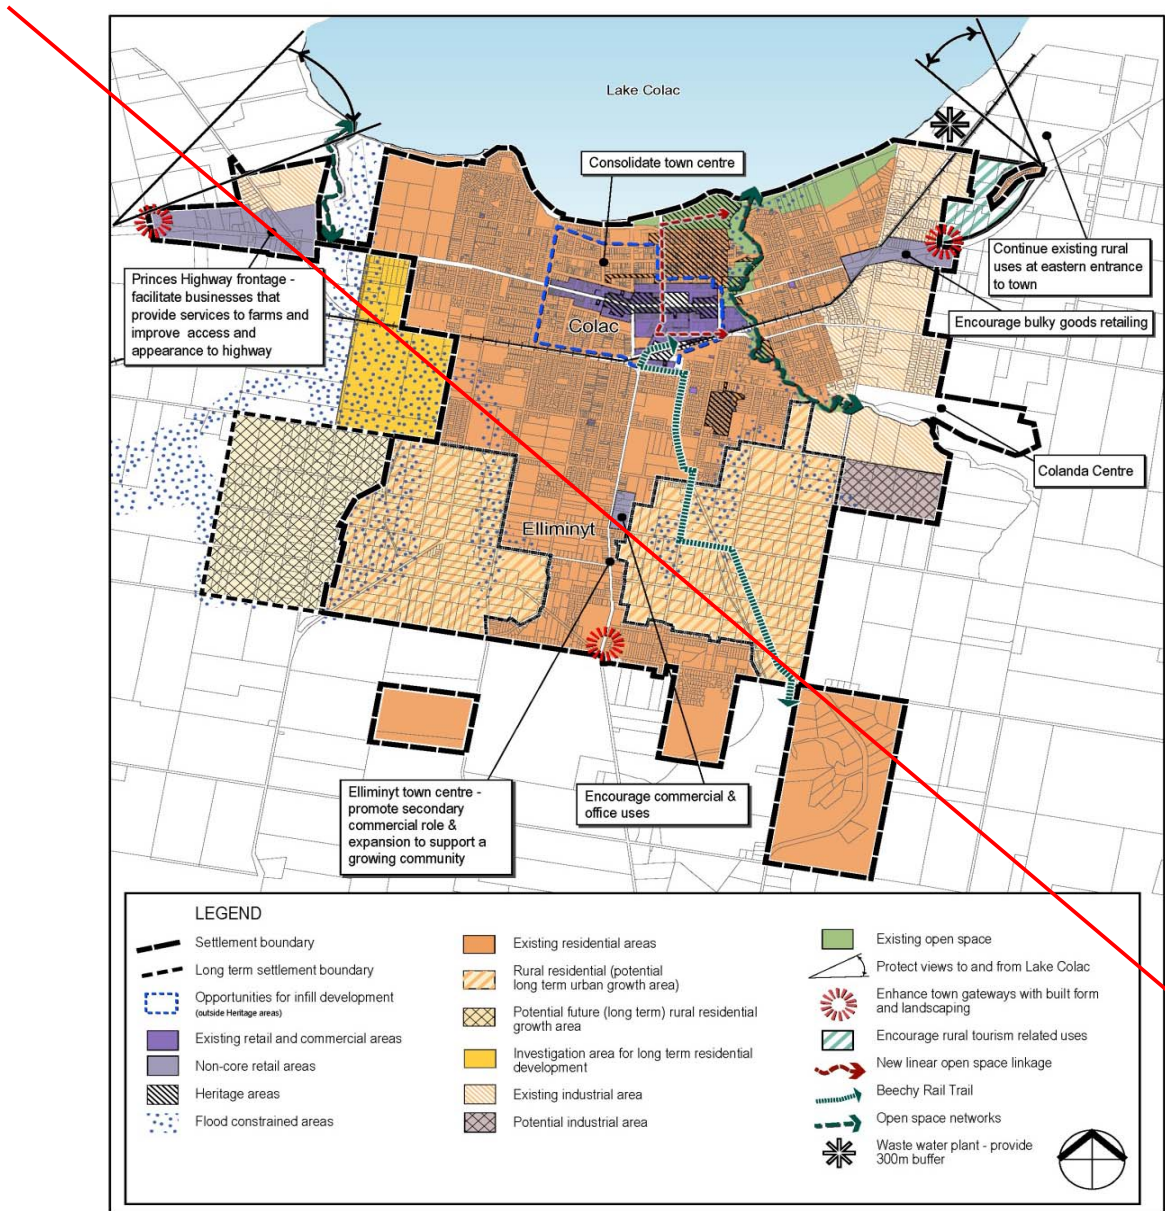 Lake Colac
Consolidate town centre
Princes Highway frontage -
facilitate businesses that
provide services to farms and
improve access and
appearance to highway
Continue existing rural
uses at eastern entrance
to town
Encourage bulky goods retailing
Colac
Colanda Centre
Elliminyt
Elliminyt town centre -
promote secondary
commercial role &
expansion to support a
growing community
Encourage commercial &
office uses
LEGEND
Settlement boundary
Long term settlement boundary
Opportunities for infill development
(outside Heritage areas)
Existing retail and commercial areas
Non-core retail areas
Heritage areas
Flood constrained areas
Existing residential areas
Rural residential (potential
long term urban growth area)
Potential future (long term) rural residential
growth area
Investigation area for long term residential
development
Existing industrial area
Potential industrial area
Existing open space
Protect views to and from Lake Colac
Enhance town gateways with built form
and landscaping
Encourage rural tourism related uses
New linear open space linkage
Beechy Rail Trail
Open space networks
Waste water plant - provide
300m buffer